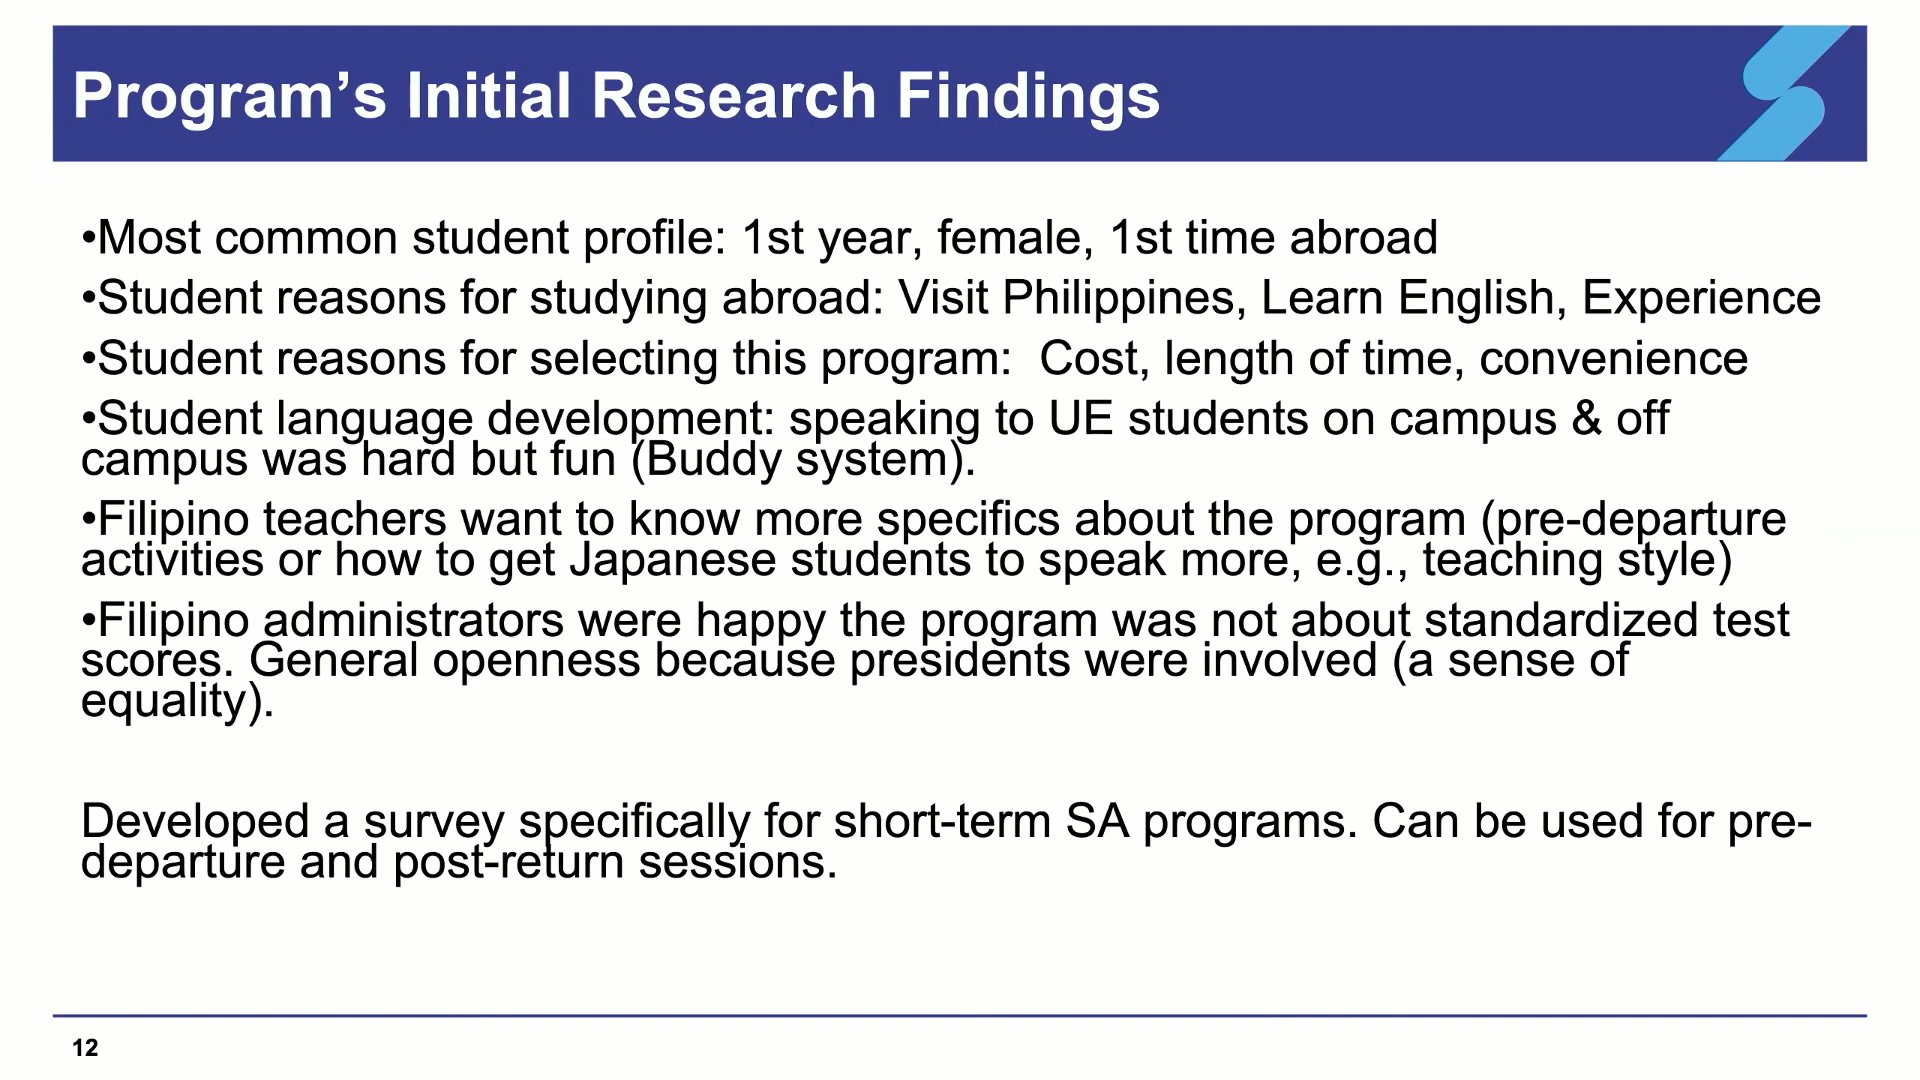 Program’s Initial Research Findings
•Most common student profile: 1st year, female, 1st time abroad
•Student reasons for studying abroad: Visit Philippines, Learn English, Experience
•Student reasons for selecting this program:  Cost, length of time, convenience
•Student language development: speaking to UE students on campus & off
campus was hard but fun (Buddy system).
•Filipino teachers want to know more specifics about the program (pre-departure
activities or how to get Japanese students to speak more, e.g., teaching style)
•Filipino administrators were happy the program was not about standardized test
scores. General openness because presidents were involved (a sense of
equality).
Developed a survey specifically for short-term SA programs. Can be used for pre-
departure and post-return sessions.
12